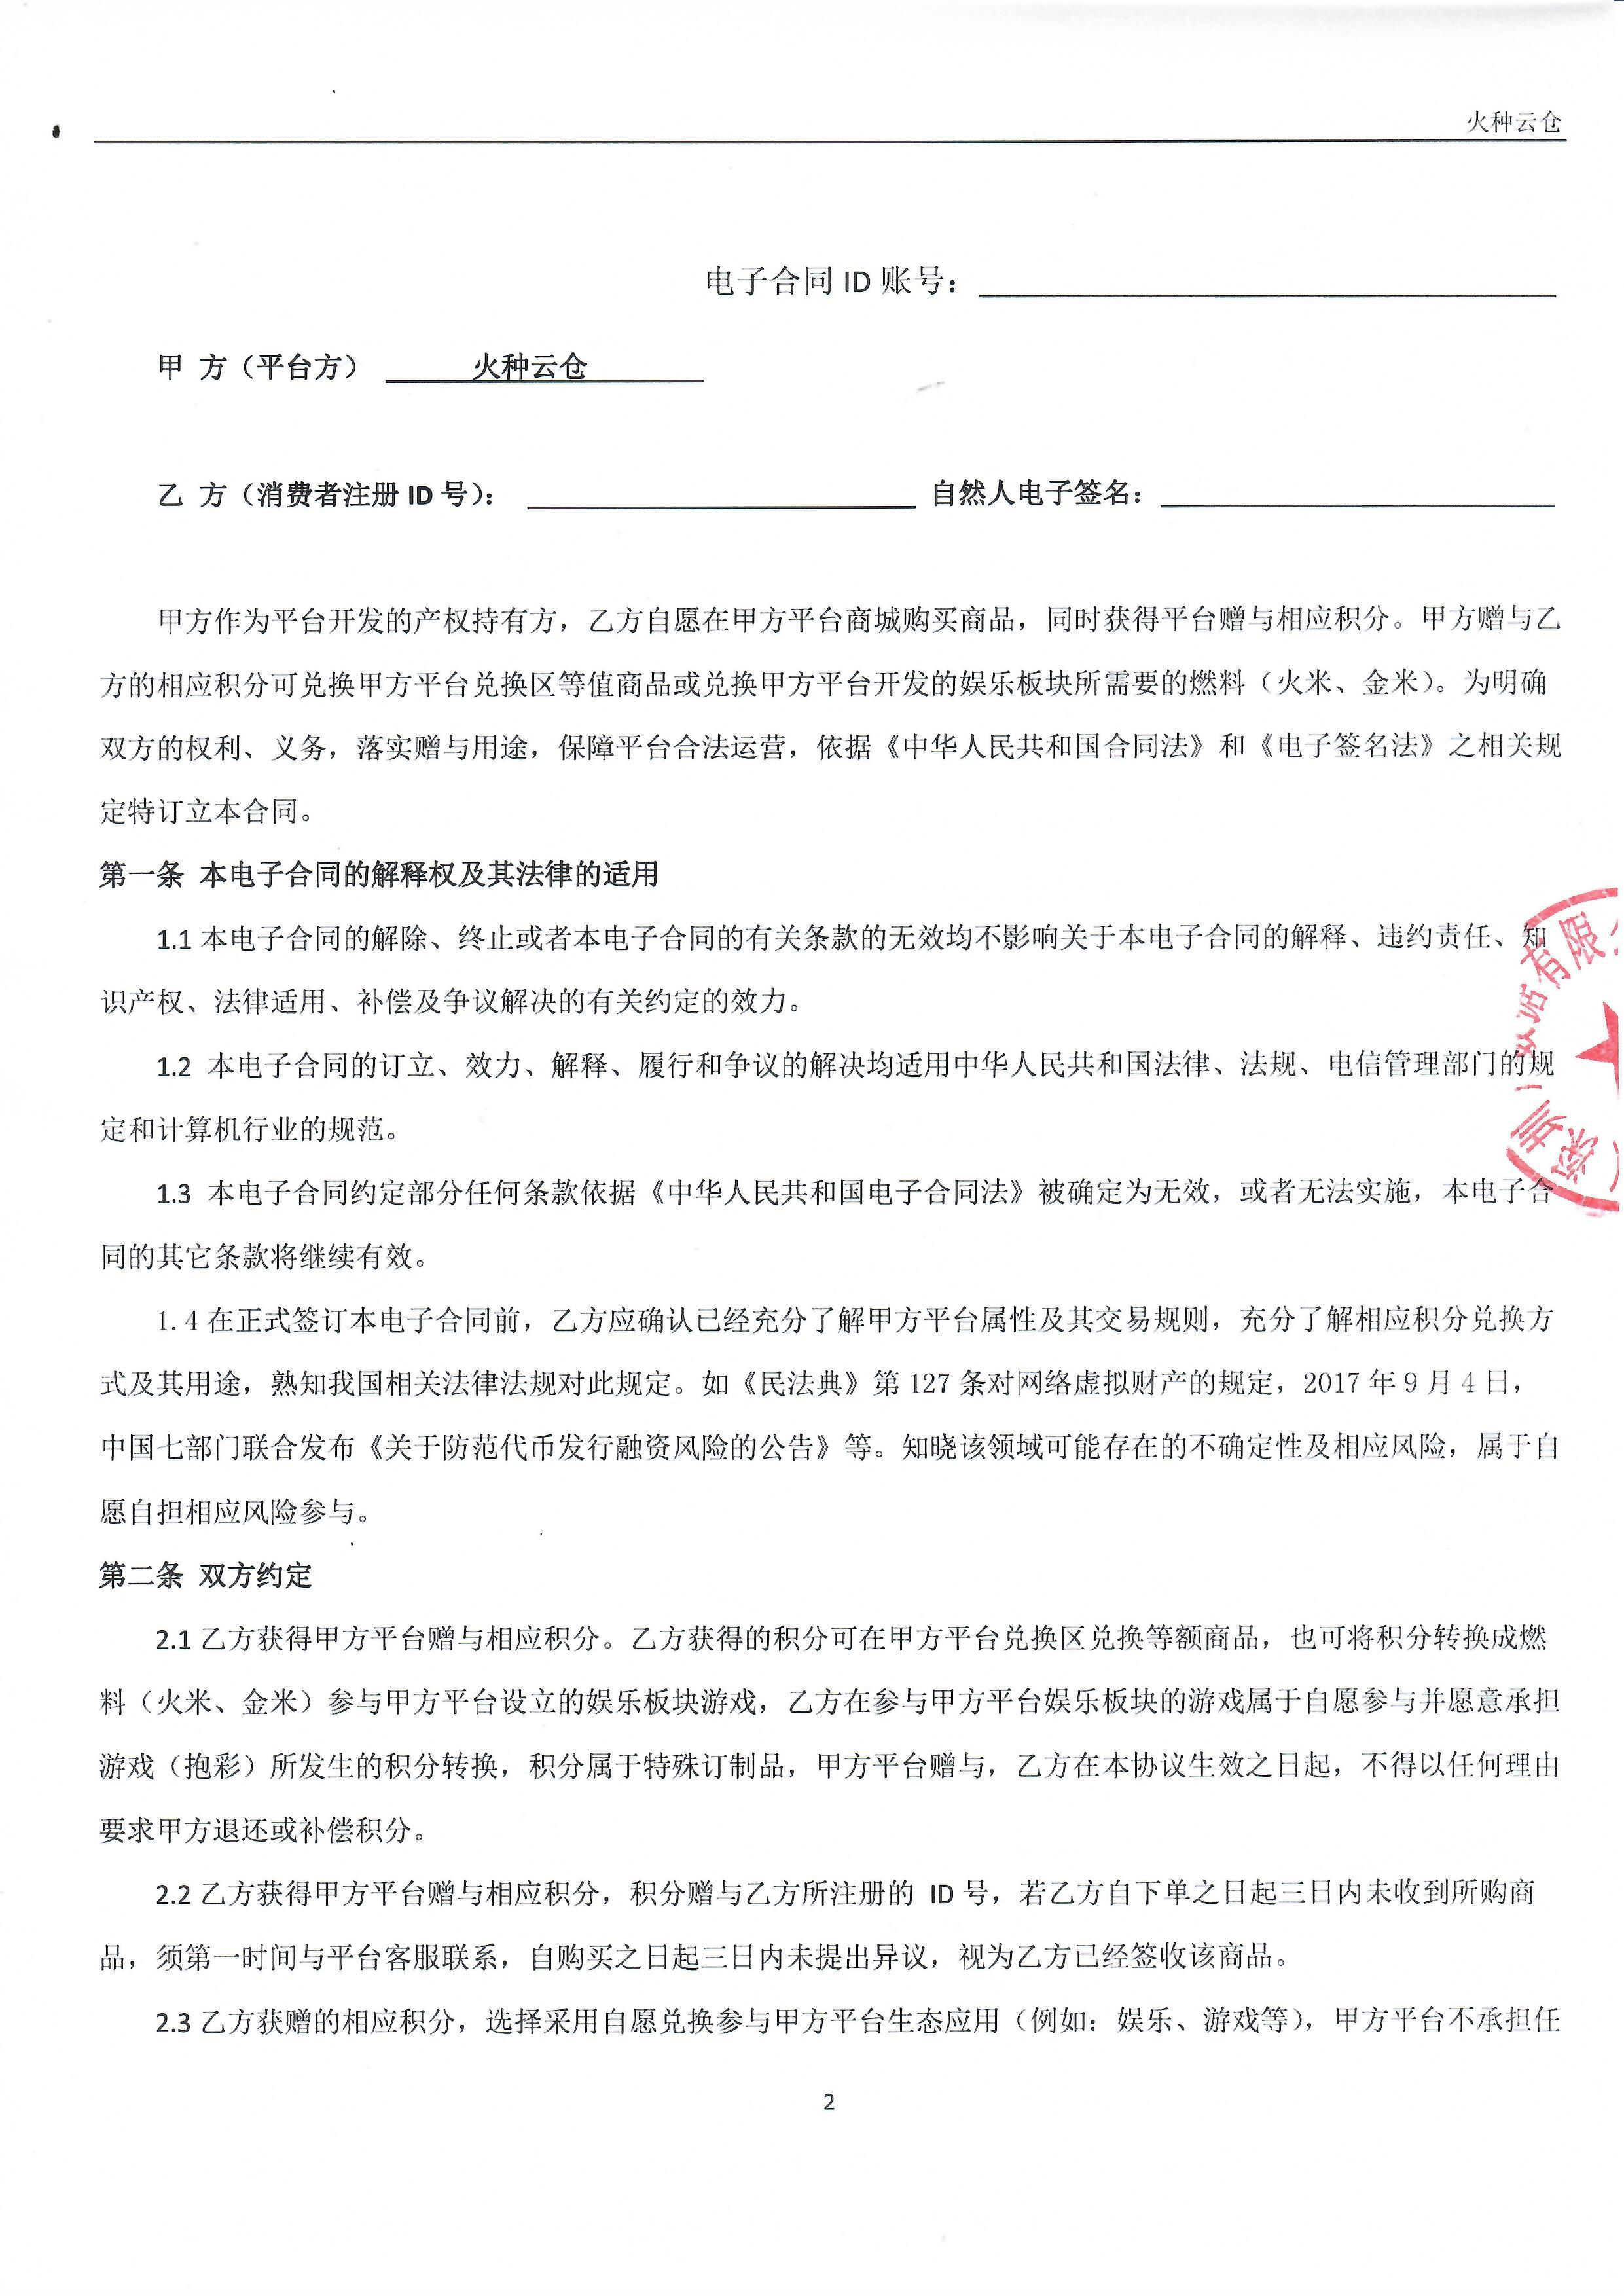 火种云仓
电子合同 ID 账号：
甲 方（平台方） 火种云仓
乙 方（消费者注册 ID 号）： 自然人电子签名：
甲方作为平台开发的产权持有方，乙方自愿在甲方平台商城购买商品，同时获得平台赠与相应积分。甲方赠与乙
方的相应积分可兑换甲方平台兑换区等值商品或兑换甲方平台开发的娱乐板块所需要的燃料（火米、金米）。为明确
双方的权利、义务，落实赠与用途，保障平台合法运营，依据《中华人民共和国合同法》和《电子签名法》之相关规
定特订立本合同。
第一条 本电子合同的解释权及其法律的适用
1.1 本电子合同的解除、终止或者本电子合同的有关条款的无效均不影响关于本电子合同的解释、违约责任、知
识产权、法律适用、补偿及争议解决的有关约定的效力。
1.2 本电子合同的订立、效力、解释、履行和争议的解决均适用中华人民共和国法律、法规、电信管理部门的规
定和计算机行业的规范。
1.3 本电子合同约定部分任何条款依据《中华人民共和国电子合同法》被确定为无效，或者无法实施，本电子合
同的其它条款将继续有效。
1.4 在正式签订本电子合同前，乙方应确认已经充分了解甲方平台属性及其交易规则，充分了解相应积分兑换方
式及其用途，熟知我国相关法律法规对此规定。如《民法典》第 127 条对网络虚拟财产的规定，2017 年 9 月 4 日，
中国七部门联合发布《关于防范代币发行融资风险的公告》等。知晓该领域可能存在的不确定性及相应风险，属于自
愿自担相应风险参与。
第二条 双方约定
2.1 乙方获得甲方平台赠与相应积分。乙方获得的积分可在甲方平台兑换区兑换等额商品，也可将积分转换成燃
料（火米、金米）参与甲方平台设立的娱乐板块游戏，乙方在参与甲方平台娱乐板块的游戏属于自愿参与并愿意承担
游戏（抱彩）所发生的积分转换，积分属于特殊订制品，甲方平台赠与，乙方在本协议生效之日起，不得以任何理由
要求甲方退还或补偿积分。
2.2 乙方获得甲方平台赠与相应积分，积分赠与乙方所注册的 ID 号，若乙方自下单之日起三日内未收到所购商
品，须第一时间与平台客服联系，自购买之日起三日内未提出异议，视为乙方已经签收该商品。
2.3 乙方获赠的相应积分，选择采用自愿兑换参与甲方平台生态应用（例如：娱乐、游戏等），甲方平台不承担任
2
（深圳
有限